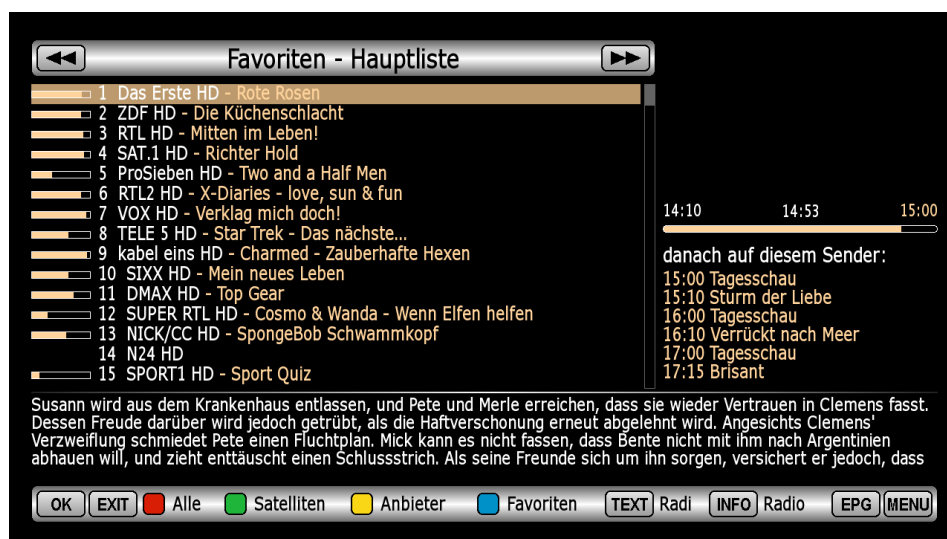 Favoriten - Hauptliste
1 Das Erste HD - Rote Rosen
2 ZDF HD - Die Küchenschlacht
3 RTL HD - Mitten im Leben!
4 SAT.1 HD - Richter Hold
5 ProSieben HD - Two and a Half Men
6 RTL2 HD - X-Diaries - love, sun & fun
7 VOX HD - Verklag mich doch!
8 TELE 5 HD - Star Trek - Das nächste...
9 kabel eins HD - Charmed - Zauberhafte Hexen
10 SIXX HD - Mein neues Leben
11 DMAX HD - Top Gear
12 SUPER RTL HD - Cosmo & Wanda - Wenn Elfen helfen
13 NICK/CC HD - SpongeBob Schwammkopf
14 N24 HD
15 SPORT1 HD - Sport Quiz
14:10 14:53 15:00
danach auf diesem Sender:
15:00 Tagesschau
15:10 Sturm der Liebe
16:00 Tagesschau
16:10 Verrückt nach Meer
17:00 Tagesschau
17:15 Brisant
Susann wird aus dem Krankenhaus entlassen, und Pete und Merle erreichen, dass sie wieder Vertrauen in Clemens fasst.
Dessen Freude darüber wird jedoch getrübt, als die Haftverschonung erneut abgelehnt wird. Angesichts Clemens'
Verzweiflung schmiedet Pete einen Fluchtplan. Mick kann es nicht fassen, dass Bente nicht mit ihm nach Argentinien
abhauen will, und zieht enttäuscht einen Schlussstrich. Als seine Freunde sich um ihn sorgen, versichert er jedoch, dass
OK EXIT Alle Satelliten Anbieter Favoriten TEXT Radi INFO Radio EPG MENU